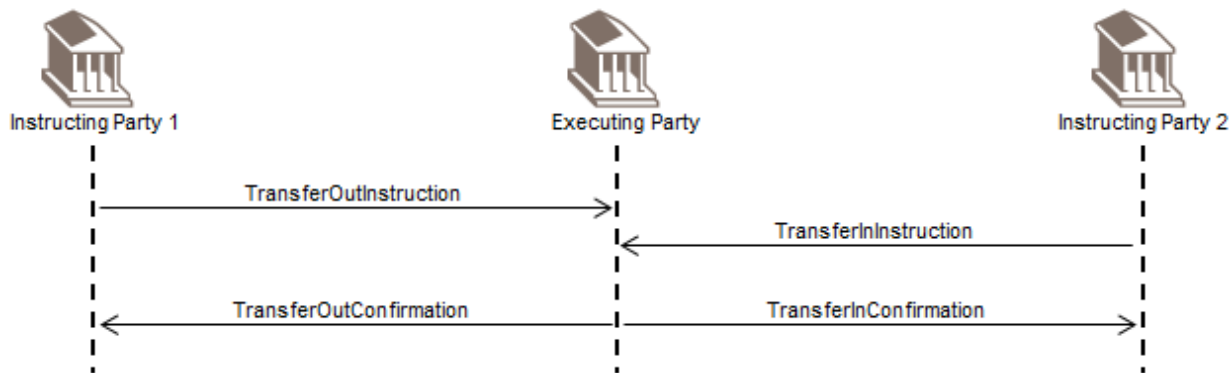 Instructing Party 1
Executing Party
Instructing Party 2
TransferOutInstruction
TransferInInstruction
TransferOutConfirmation
TransferInConfirmation